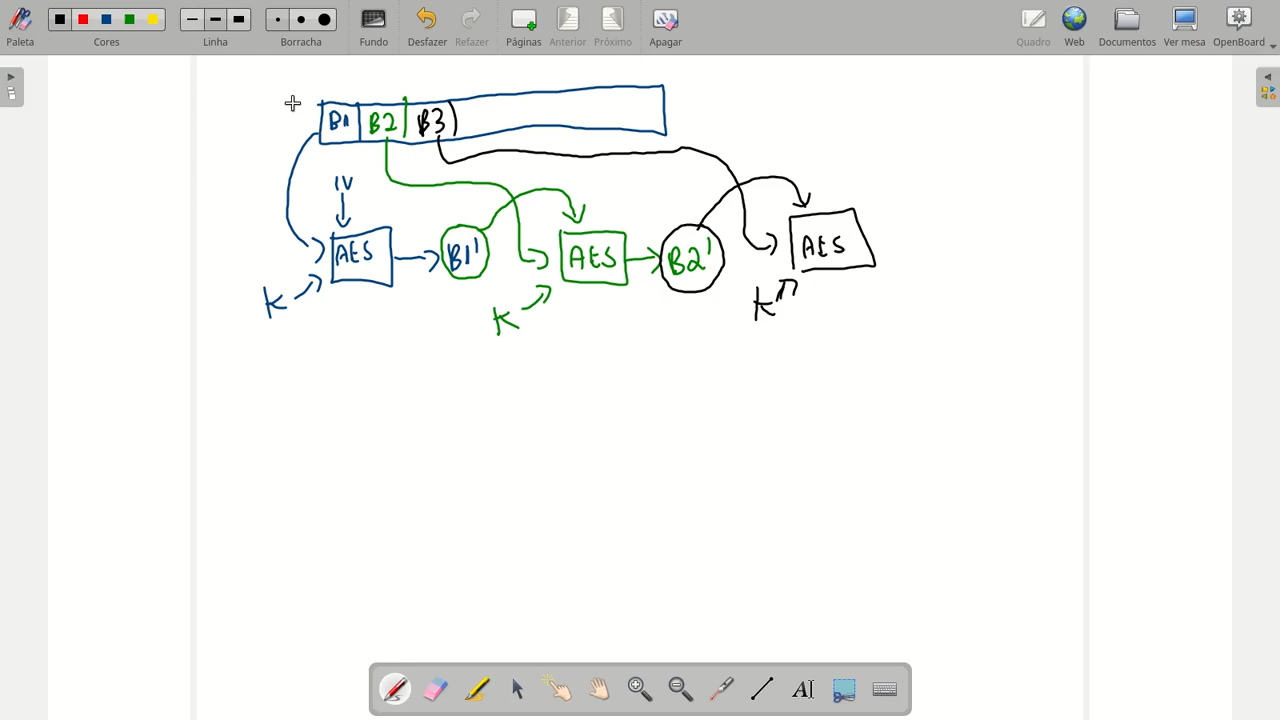 Paleta Cores Linha Borracha Fundo Desfazer Refazer Páginas Anterior Próximo Apagar Quadro Web Documentos Ver mesa OpenBoard
B1 B2 B3
IV
AES B1' AES B2' AES
K K K
AI